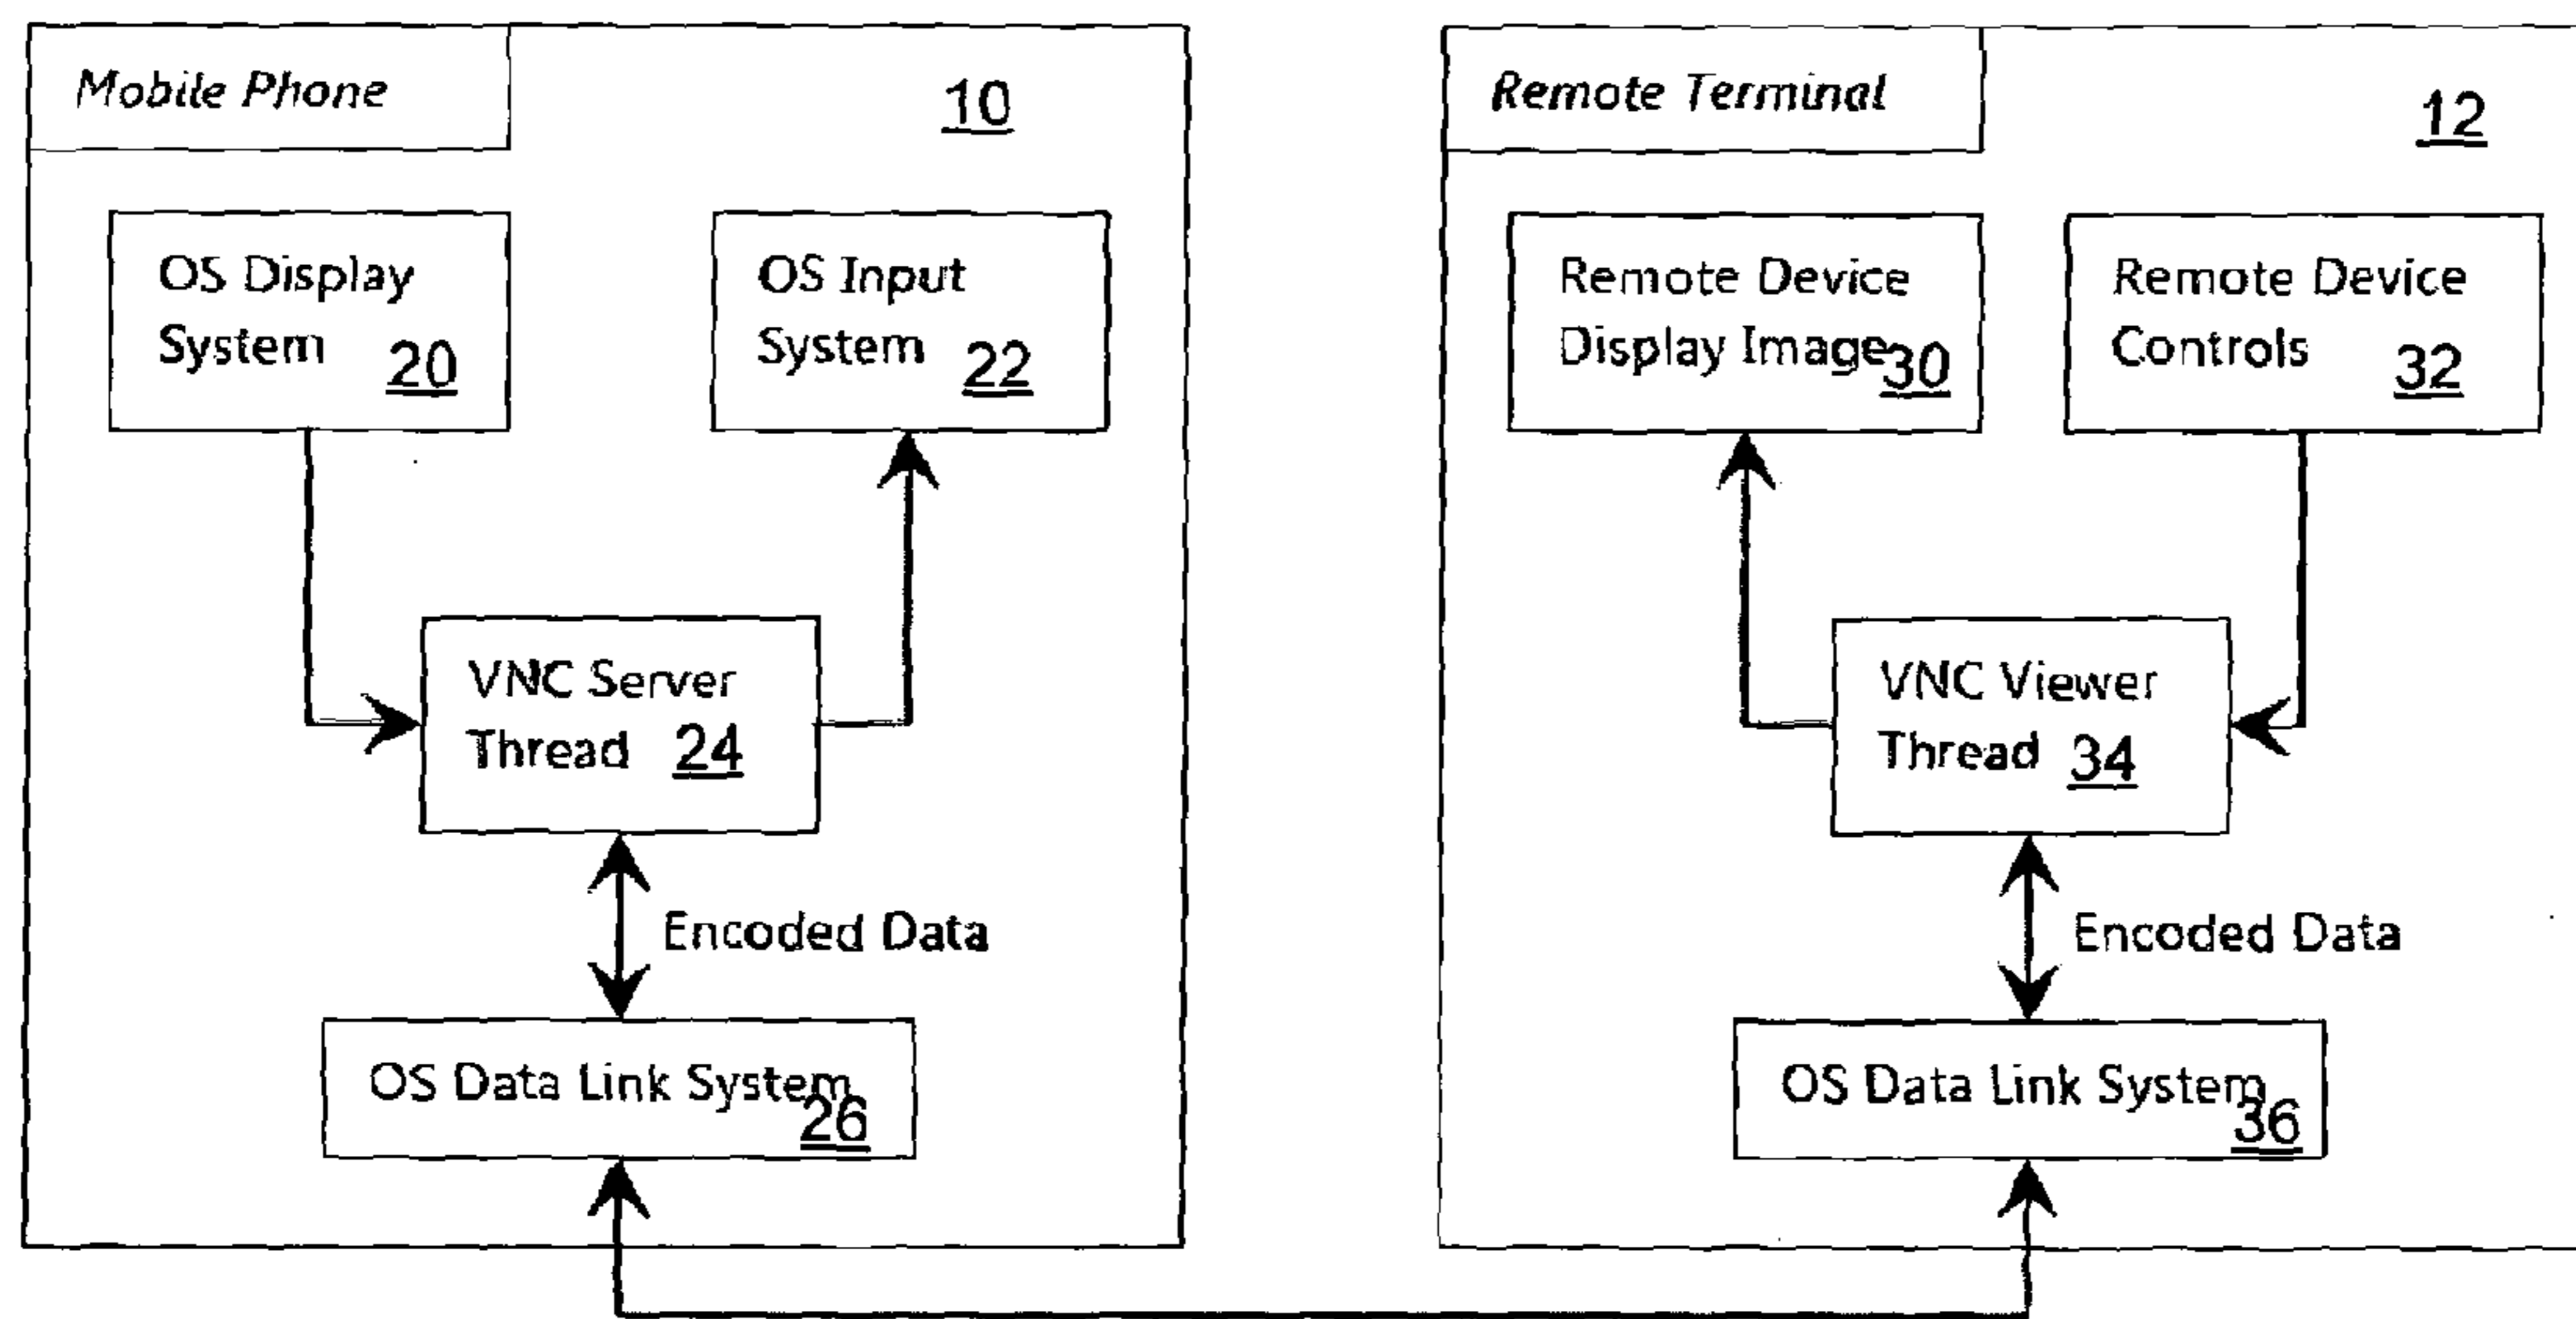 Mobile Phone
10
OS Display
System 20
OS Input
System 22
VNC Server
Thread 24
Encoded Data
OS Data Link System
26
Remote Terminal
12
Remote Device
Display Image 30
Remote Device
Controls 32
VNC Viewer
Thread 34
Encoded Data
OS Data Link System
36